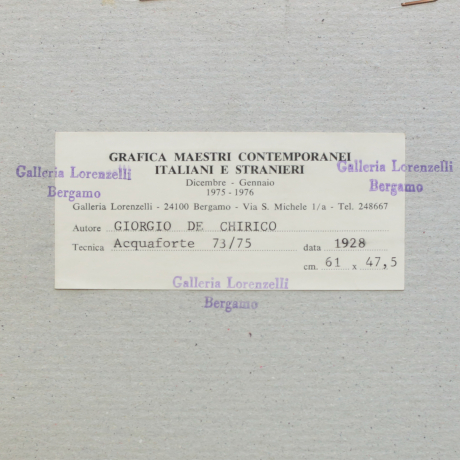 GRAFICA MAESTRI CONTEMPORANEI
ITALIANI E STRANIERI
Dicembre - Gennaio
1975 - 1976
Galleria Lorenzelli - 24100 Bergamo - Via S. Michele 1/a - Tel. 248667
Autore GIORGIO DE CHIRICO
Tecnica Acquaforte 73/75 data 1928
cm. 61 x 47,5
Galleria Lorenzelli
Bergamo
Galleria Lorenzelli
Bergamo
Galleria Lorenzelli
Bergamo